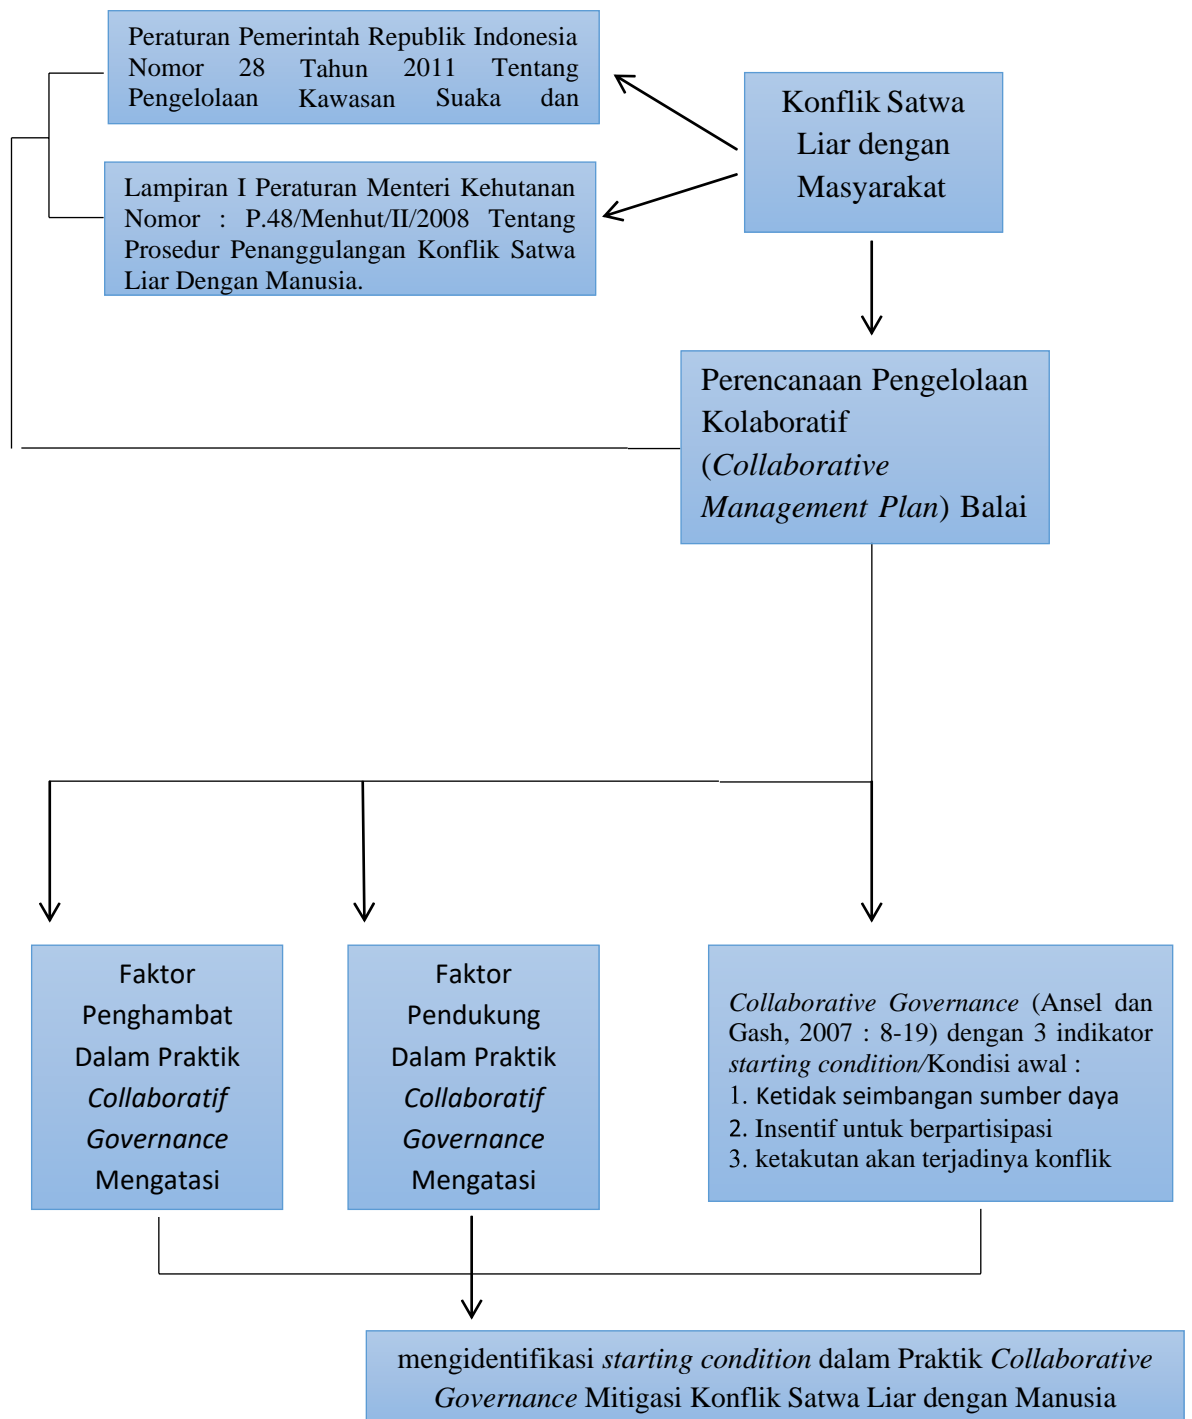 Peraturan Pemerintah Republik Indonesia
Nomor 28 Tahun 2011 Tentang
Pengelolaan Kawasan Suaka dan
Konflik Satwa
Liar dengan
Masyarakat
Lampiran I Peraturan Menteri Kehutanan
Nomor : P.48/Menhut/II/2008 Tentang
Prosedur Penanggulangan Konflik Satwa
Liar Dengan Manusia.
Perencanaan Pengelolaan
Kolaboratif
(Collaborative
Management Plan) Balai
Faktor
Penghambat
Dalam Praktik
Collaboratif
Governance
Mengatasi
Faktor
Pendukung
Dalam Praktik
Collaboratif
Governance
Mengatasi
Collaborative Governance (Ansel dan
Gash, 2007 : 8-19) dengan 3 indikator
starting condition/Kondisi awal :
1. Ketidak seimbangan sumber daya
2. Insentif untuk berpartisipasi
3. ketakutan akan terjadinya konflik
mengidentifikasi starting condition dalam Praktik Collaborative
Governance Mitigasi Konflik Satwa Liar dengan Manusia